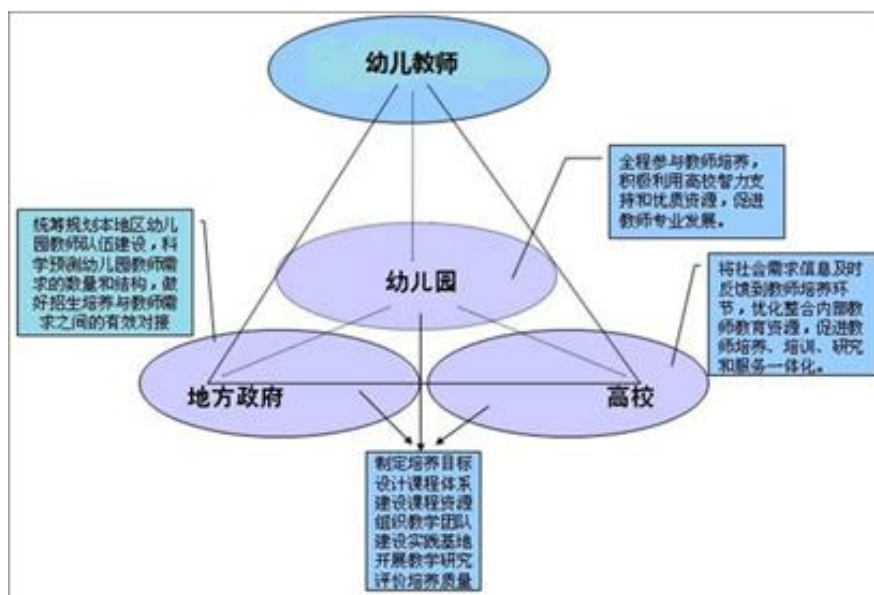 幼儿教师
全程参与教师培养，
积极利用高校智力支
持和优质资源，促进
教师专业发展。
统筹规划本地区幼儿
园教师队伍建设，科
学预测幼儿园教师需
求的数量和结构，做
好招生培养与教师需
求之间的有效对接
幼儿园
将社会需求信息及时
反馈到教师培养环
节，优化整合内部教
师教育资源，促进教
师培养、培训、研究
和服务一体化。
地方政府
高校
制定培养目标
设计课程体系
建设课程资源
组织教学团队
建设实践基地
开展教学研究
评价培养质量